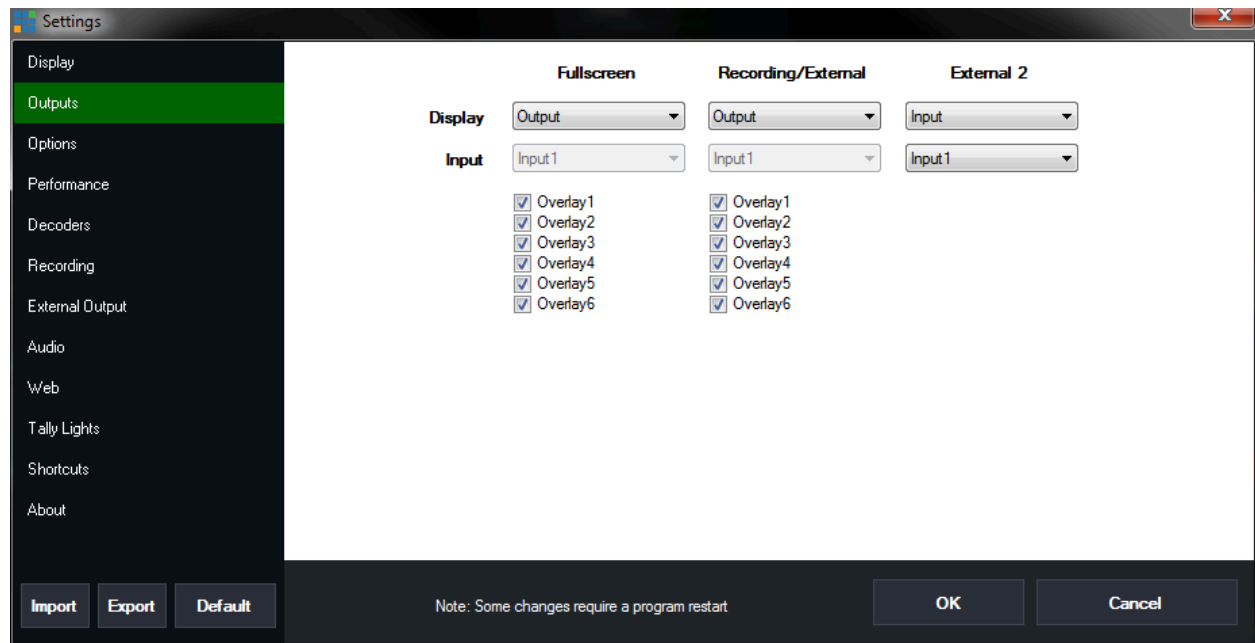 Settings
X
Display
Outputs
Options
Performance
Decoders
Recording
External Output
Audio
Web
Tally Lights
Shortcuts
About
Import Export Default
Fullscreen Recording/External External 2
Display Output Output Input
Input Input1 Input1 Input1
Overlay1 Overlay1
Overlay2 Overlay2
Overlay3 Overlay3
Overlay4 Overlay4
Overlay5 Overlay5
Overlay6 Overlay6
Note: Some changes require a program restart
OK Cancel